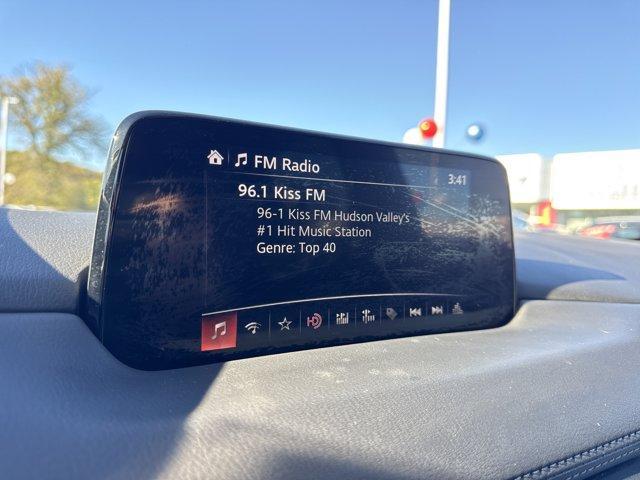 FM Radio
3:41
96.1 Kiss FM
96-1 Kiss FM Hudson Valley's
#1 Hit Music Station
Genre: Top 40
HD